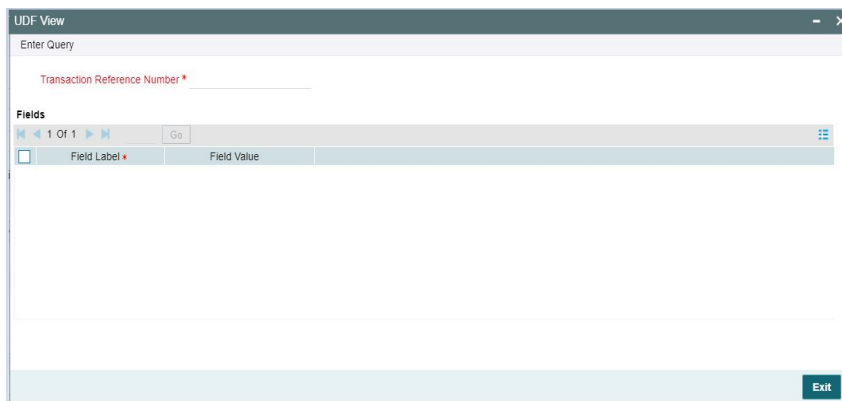 UDF View
Enter Query
Transaction Reference Number *
Fields
1 Of 1 Go
Field Label * Field Value
Exit